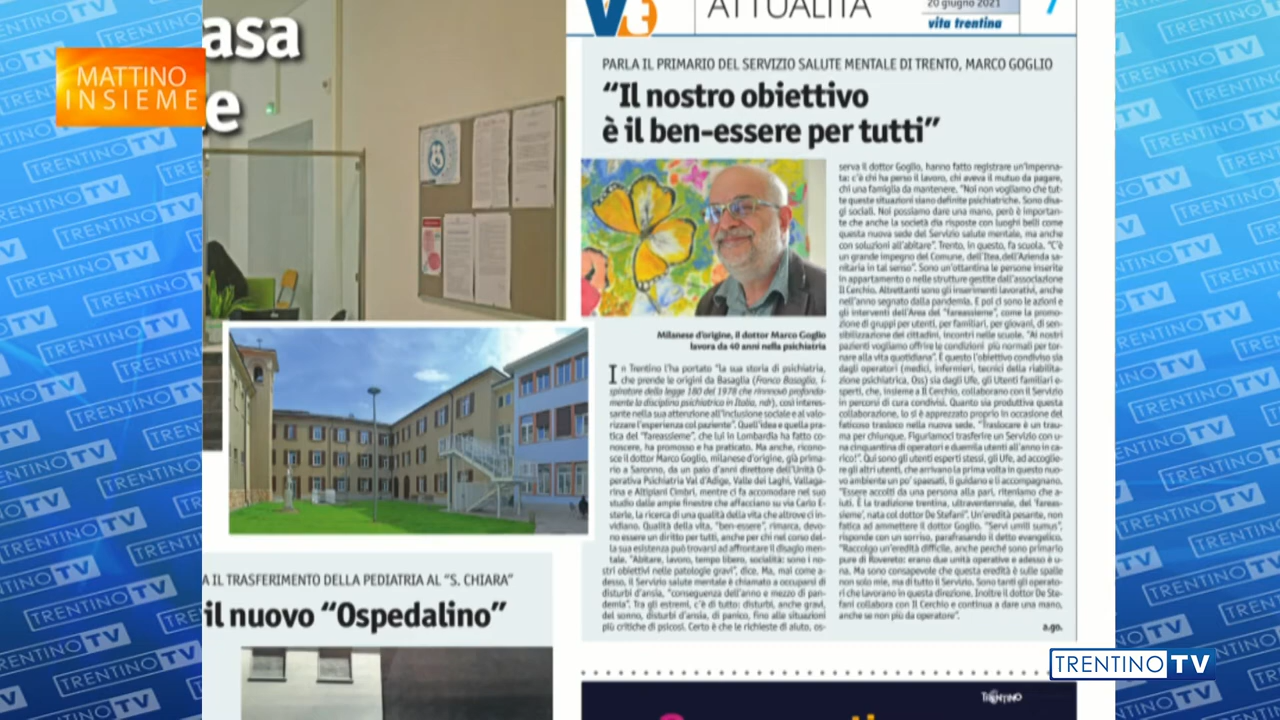 asa
te
MATTINO
INSIEME
ATTUALITÀ
20 giugno 2021
vita trentina
7
PARLA IL PRIMARIO DEL SERVIZIO SALUTE MENTALE DI TRENTO, MARCO GOGLIO
“Il nostro obiettivo
è il ben-essere per tutti”
Milanese d'origine, il dottor Marco Goglio
lavora da 40 anni nella psichiatria
In Trentino l'ha portato “la sua storia di psichiatria,
che prende le origini da Basaglia (Franco Basaglia, i-
spiratore della legge 180 del 1978 che rinnovò profonda-
mente la disciplina psichiatrica in Italia, ndr), così interes-
sante nella sua attenzione all'inclusione sociale e al valo-
rizzare l'esperienza col paziente”. Quell'idea e quella pra-
tica del “fareassieme”, che lui in Lombardia ha fatto co-
noscere, ha promosso e ha praticato. Ma anche, ricono-
sce il dottor Marco Goglio, milanese d'origine, già prima-
rio a Saronno, da un paio d'anni direttore dell'Unità O-
perativa Psichiatria Val d'Adige, Valle dei Laghi, Vallaga-
rina e Altipiani Cimbri, mentre ci fa accomodare nel suo
studio dalle ampie finestre che affacciano su via Carlo E-
sterle, la ricerca di una qualità della vita che altrove ci in-
vidiano. Qualità della vita, “ben-essere”, rimarca, devo-
no essere un diritto per tutti, anche per chi nel corso del-
la sua esistenza può trovarsi ad affrontare il disagio men-
tale. “Abitare, lavoro, tempo libero, socialità: sono i no-
stri obiettivi nelle patologie gravi”, dice. Ma, mai come a-
desso, il Servizio salute mentale è chiamato a occuparsi di
disturbi d'ansia, “conseguenza dell'anno e mezzo di pan-
demia”. Tra gli estremi, c'è di tutto: disturbi, anche gravi,
del sonno, disturbi d'ansia, di panico, fino alle situazioni
più critiche di psicosi. Certo è che le richieste di aiuto, os-
serva il dottor Goglio, hanno fatto registrare un'impenna-
ta: c'è chi ha perso il lavoro, chi aveva il mutuo da pagare,
chi una famiglia da mantenere. “Noi non vogliamo che tut-
te queste situazioni siano definite psichiatriche. Sono disa-
gi sociali. Noi possiamo dare una mano, però è importan-
te che anche la società dia risposte con luoghi belli come
questa nuova sede del Servizio salute mentale, ma anche
con soluzioni all'abitare”. Trento, in questo, fa scuola. “C'è
un grande impegno del Comune, dell'Itea, dell'Azienda sa-
nitaria in tal senso”. Sono un'ottantina le persone inserite
in appartamento o nelle strutture gestite dall'associazione
Il Cerchio. Altrettanti sono gli inserimenti lavorativi, anche
nell'anno segnato dalla pandemia. E poi ci sono le azioni e
gli interventi dell'Area del “fareassieme”, come la promo-
zione di gruppi per utenti, per familiari, per giovani, di sen-
sibilizzazione dei cittadini, incontri nelle scuole. “Ai nostri
pazienti vogliamo offrire le condizioni più normali per tor-
nare alla vita quotidiana”. È questo l'obiettivo condiviso sia
dagli operatori (medici, infermieri, tecnici della riabilita-
zione psichiatrica, Oss) sia dagli Ufe, gli Utenti familiari e-
sperti, che, insieme a Il Cerchio, collaborano con il Servizio
in percorsi di cura condivisi. Quanto sia produttiva questa
collaborazione, lo si è apprezzato proprio in occasione del
faticoso trasloco nella nuova sede. “Traslocare è un trau-
ma per chiunque. Figuriamoci trasferire un Servizio con u-
na cinquantina di operatori e duemila utenti all'anno in ca-
rico!”. Qui sono gli utenti esperti stessi, gli Ufe, ad accoglie-
re gli altri utenti, che arrivano la prima volta in questo nuo-
vo ambiente un po' spaesati, li guidano e li accompagnano.
“Essere accolti da una persona alla pari, riteniamo che a-
iuti. È la tradizione trentina, ultraventennale, del ‘fareas-
sieme’, nata col dottor De Stefani”. Un'eredità pesante, non
fatica ad ammettere il dottor Goglio. “Servi umili sumus”,
risponde con un sorriso, parafrasando il detto evangelico.
“Raccolgo un'eredità difficile, anche perché sono primario
pure di Rovereto: erano due unità operative e adesso è u-
na. Ma sono consapevole che questa eredità è sulle spalle
non solo mie, ma di tutto il Servizio. Sono tanti gli operato-
ri che lavorano in questa direzione. Inoltre il dottor De Ste-
fani collabora con Il Cerchio e continua a dare una mano,
anche se non più da operatore”.
a.go.
A IL TRASFERIMENTO DELLA PEDIATRIA AL “S. CHIARA”
il nuovo “Ospedalino”
TRENTINO
TRENTINO TV